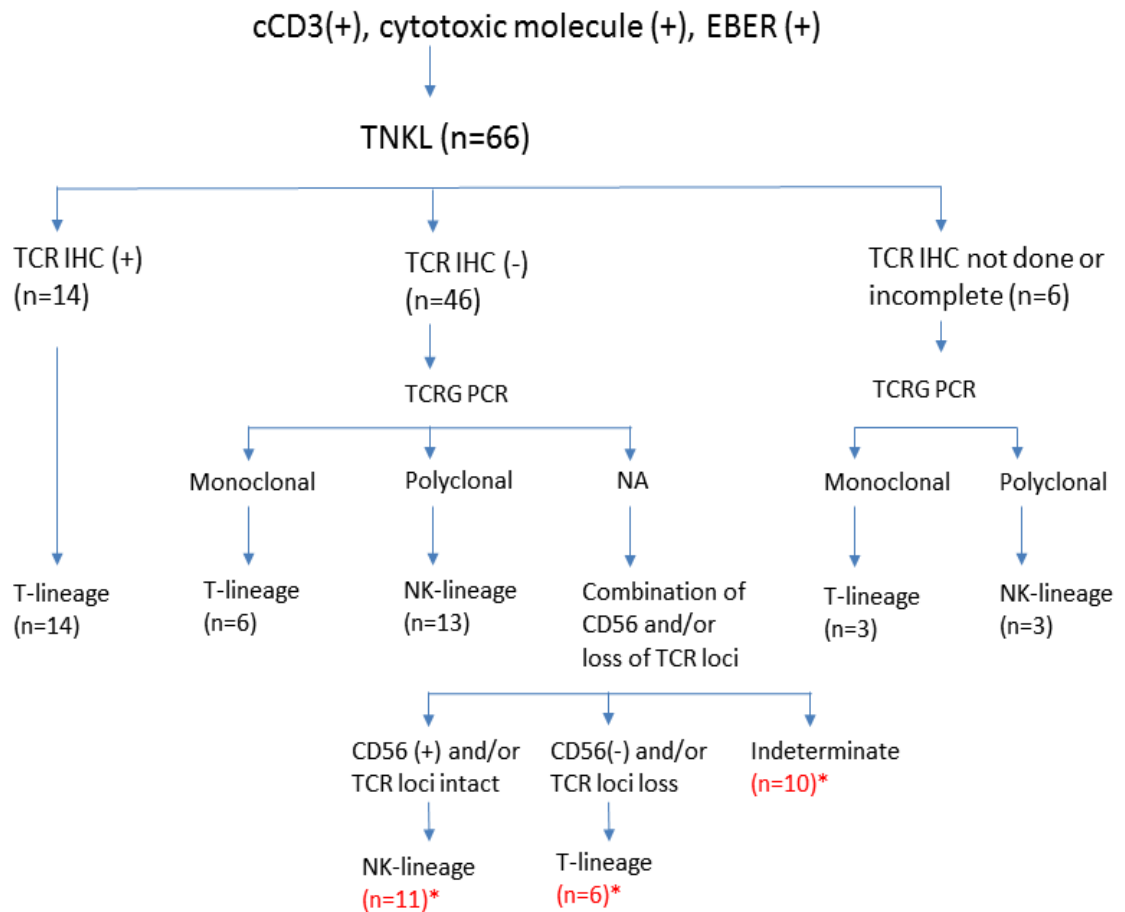 cCD3(+), cytotoxic molecule (+), EBER (+)
TNKL (n=66)
TCR IHC (+)
(n=14)
TCR IHC (-)
(n=46)
TCR IHC not done or
incomplete (n=6)
TCRG PCR
TCRG PCR
Monoclonal
Polyclonal
NA
Monoclonal
Polyclonal
T-lineage
(n=14)
T-lineage
(n=6)
NK-lineage
(n=13)
Combination of
CD56 and/or
loss of TCR loci
T-lineage
(n=3)
NK-lineage
(n=3)
CD56 (+) and/or
TCR loci intact
CD56(-) and/or
TCR loci loss
Indeterminate
(n=10)*
NK-lineage
(n=11)*
T-lineage
(n=6)*